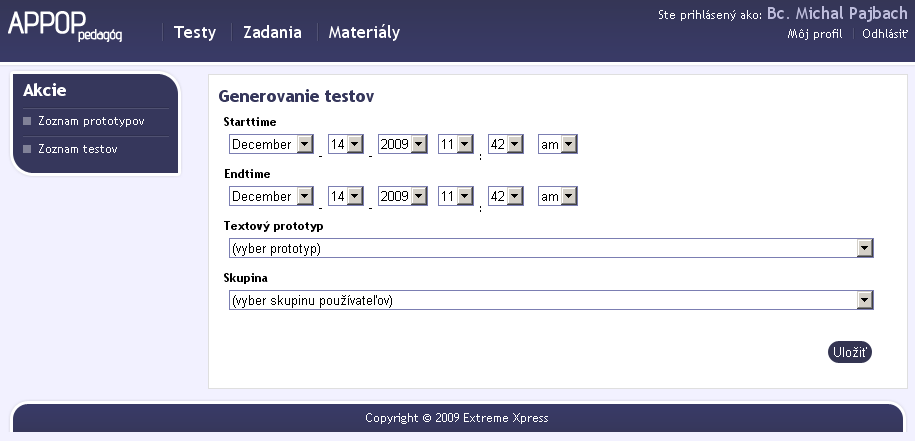 APPOP
pedagóg
Testy
Zadania
Materiály
Ste prihlásený ako: Bc. Michal Pajbach
Môj profil
Odhlásiť
Akcie
Zoznam prototypov
Zoznam testov
Generovanie testov
Starttime
December - 14 - 2009 11 : 42 am
Endtime
December - 14 - 2009 11 : 42 am
Textový prototyp
(vyber prototyp)
Skupina
(vyber skupinu používateľov)
Uložiť
Copyright © 2009 Extreme Xpress